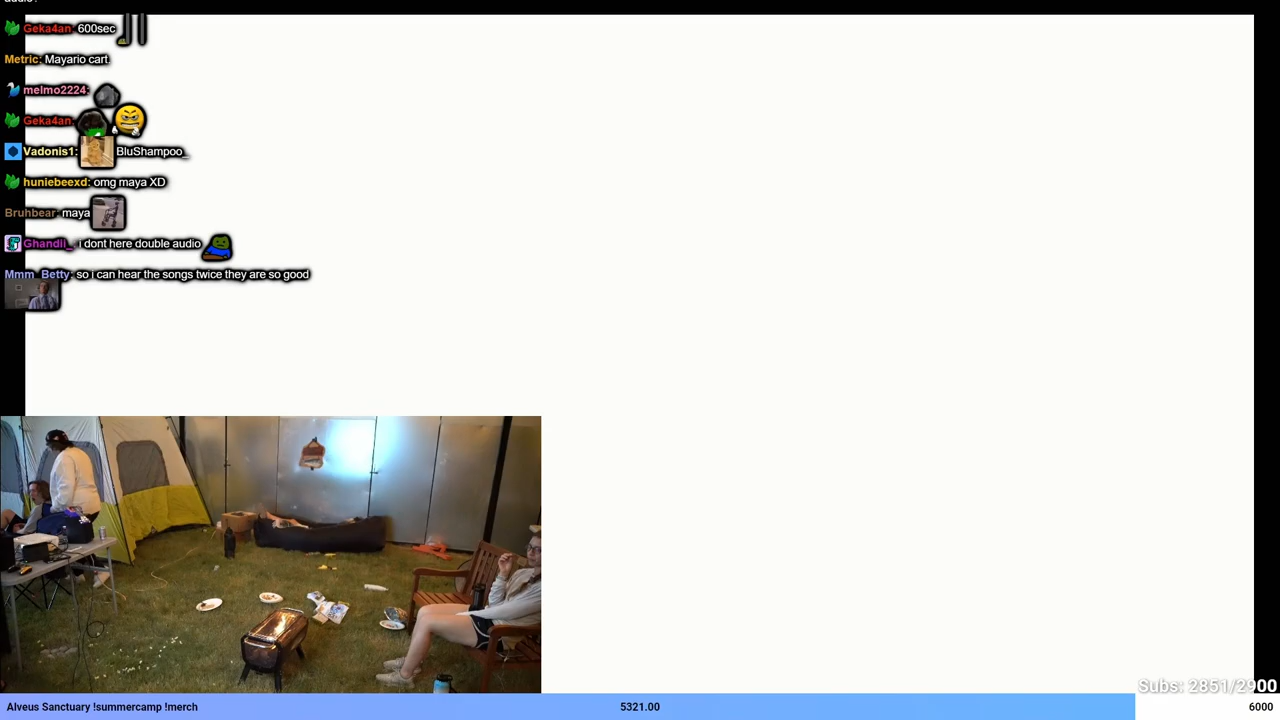 Geka4an: 600sec
Metric: Mayario cart
melmo2224:
Geka4an:
Vadonis1: BluShampoo_
huniebeexd: omg maya XD
Bruhbear: maya
Ghandii_: i dont here double audio
Mmm_Betty: so i can hear the songs twice they are so good
Subs: 2851/2900
Alveus Sanctuary !summercamp !merch 5321.00 6000